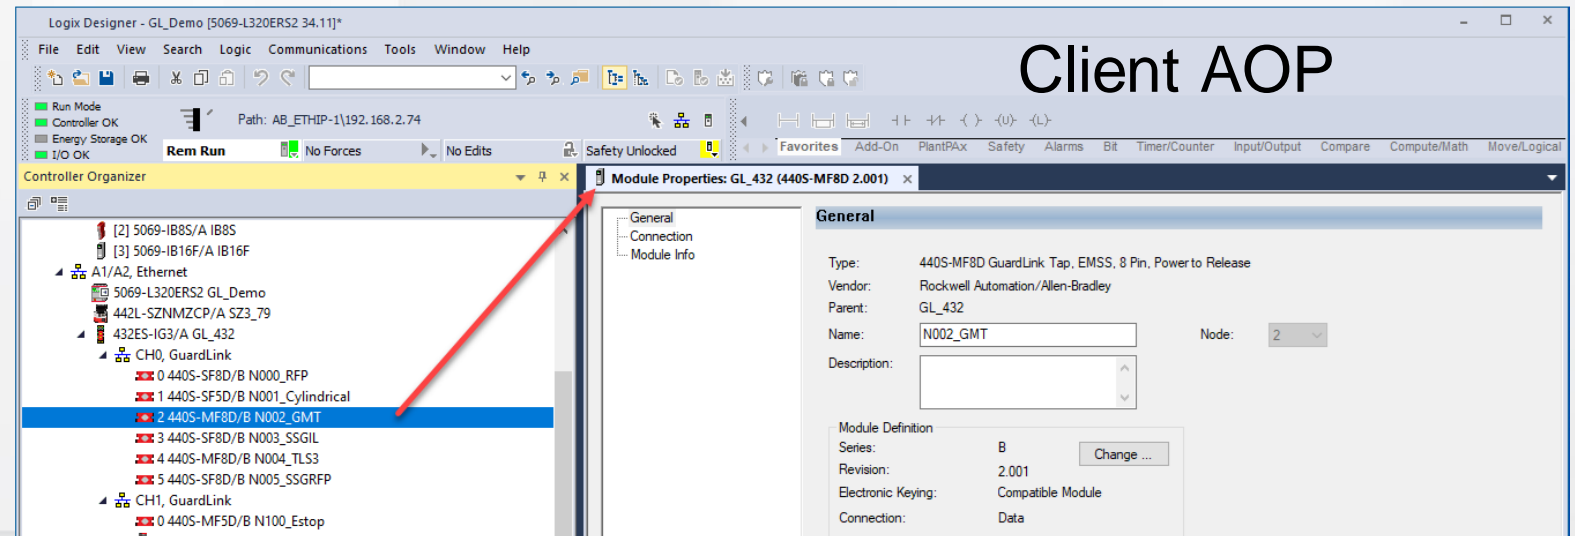 Logix Designer - GL_Demo [5069-L320ERS2 34.11]*
File Edit View Search Logic Communications Tools Window Help
Client AOP
Run Mode
Controller OK
Energy Storage OK
I/O OK
Path: AB_ETHIP-1\192.168.2.74
Rem Run No Forces No Edits Safety Unlocked
Favorites Add-On PlantPAx Safety Alarms Bit Timer/Counter Input/Output Compare Compute/Math Move/Logical
Controller Organizer
Module Properties: GL_432 (440S-MF8D 2.001)
[2] 5069-IB8S/A IB8S
[3] 5069-IB16F/A IB16F
A1/A2, Ethernet
5069-L320ERS2 GL_Demo
442L-SZNMZCP/A SZ3_79
432ES-IG3/A GL_432
CH0, GuardLink
0 440S-SF8D/B N000_RFP
1 440S-SF5D/B N001_Cylindrical
2 440S-MF8D/B N002_GMT
3 440S-SF8D/B N003_SSGIL
4 440S-MF8D/B N004_TLS3
5 440S-SF8D/B N005_SSGRFP
CH1, GuardLink
0 440S-MF5D/B N100_Estop
General
Connection
Module Info
General
Type: 440S-MF8D GuardLink Tap, EMSS, 8 Pin, Power to Release
Vendor: Rockwell Automation/Allen-Bradley
Parent: GL_432
Name: N002_GMT Node: 2
Description:
Module Definition
Series: B Change ...
Revision: 2.001
Electronic Keying: Compatible Module
Connection: Data